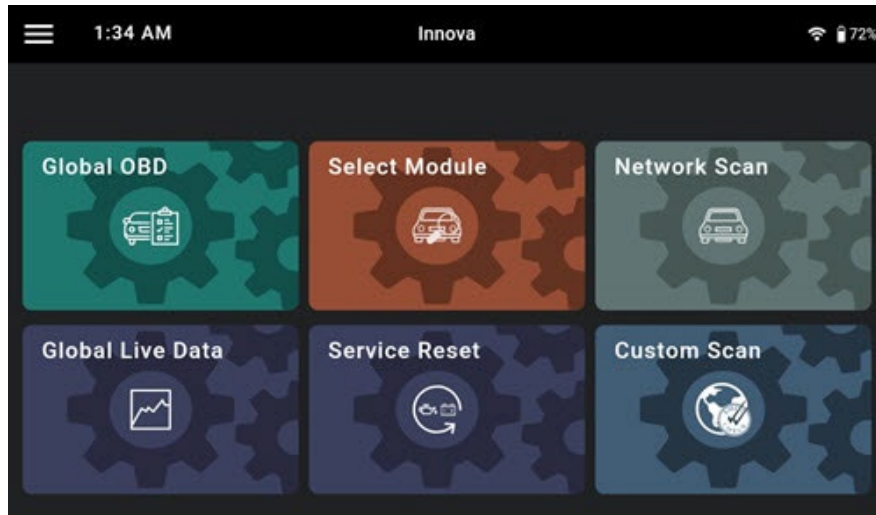 1:34 AM Innova 72%
Global OBD Select Module Network Scan
Global Live Data Service Reset Custom Scan